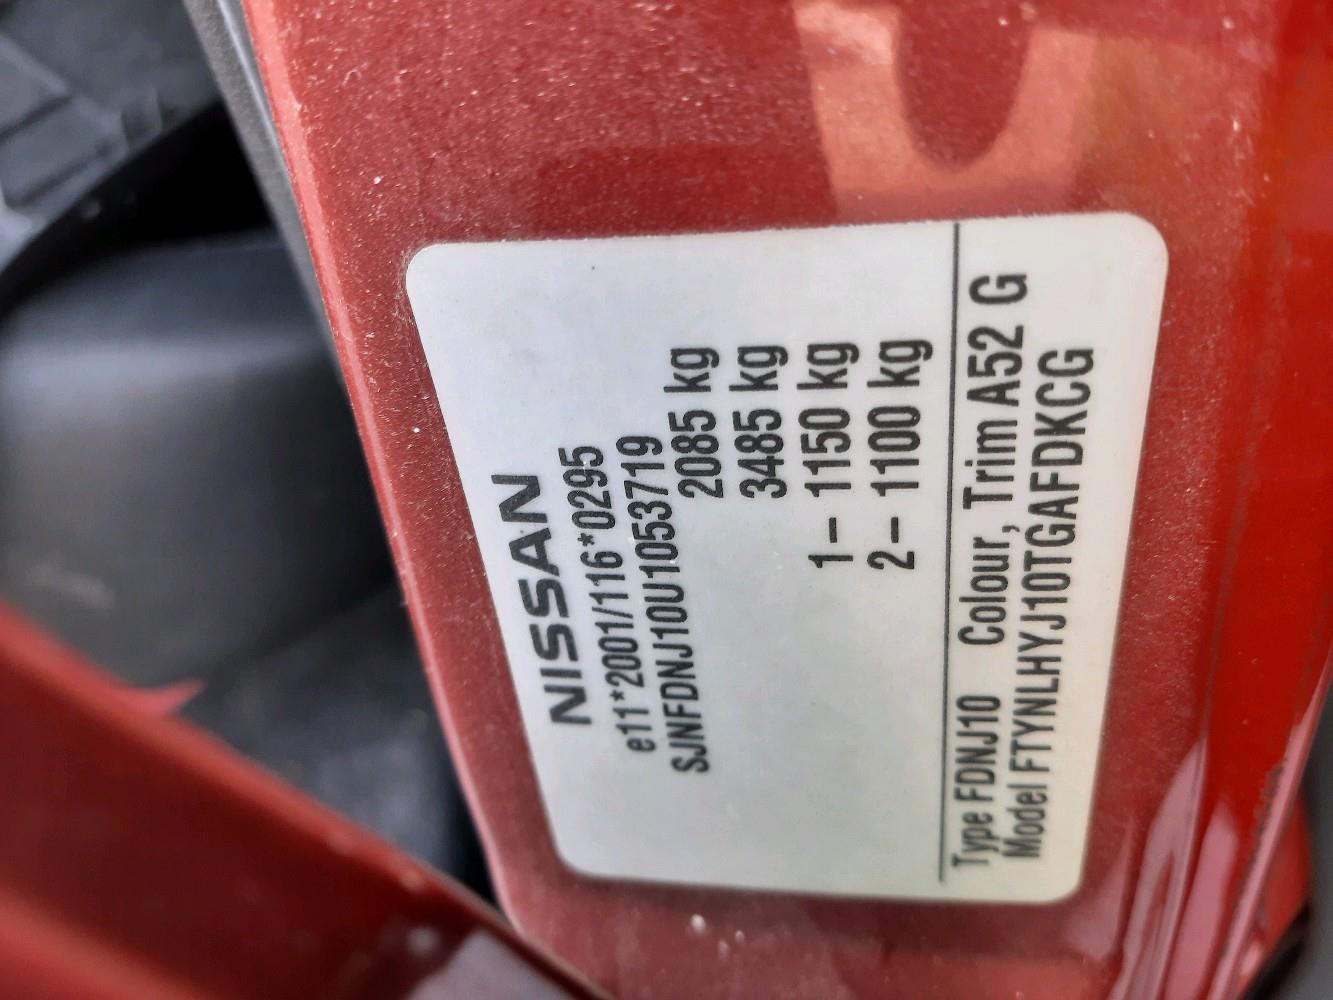 NISSAN
e11*2001/116*0295
SJNFDNJ10U1053719
2085 kg
3485 kg
1– 1150 kg
2– 1100 kg
Type FDNJ10 Colour, Trim A52 G
Model FTYNLHYJ10TGAFDKCG